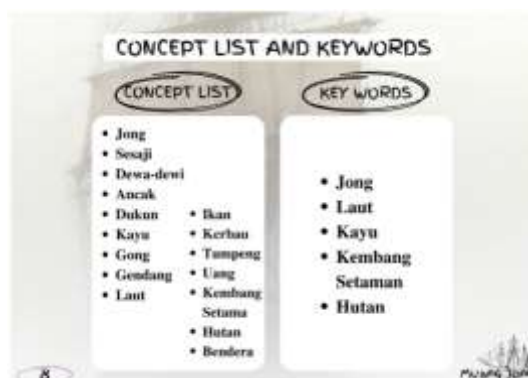 CONCEPT LIST AND KEYWORDS
CONCEPT LIST
• Jong
• Sesaji
• Dewa-dewi
• Ancak
• Dukun
• Kayu
• Gong
• Gendang
• Laut
• Ikan
• Kerbau
• Tumpeng
• Uang
• Kembang
Setama
• Hutan
• Bendera
KEY WORDS
• Jong
• Laut
• Kayu
• Kembang
Setaman
• Hutan
8